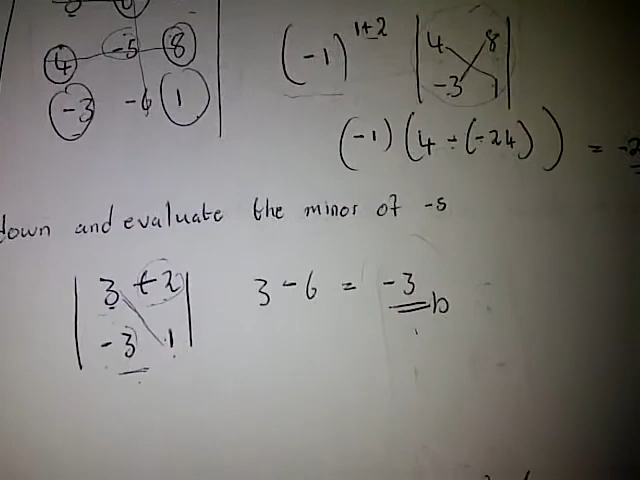 4 -5 8
-3 -6 1
(-1)^{1+2} | 4 8 |
| -3 1 |
(-1)(4 - (-24)) =
down and evaluate the minor of -5
| 3 +2 |
| -3 1 |
3 - 6 = -3 b